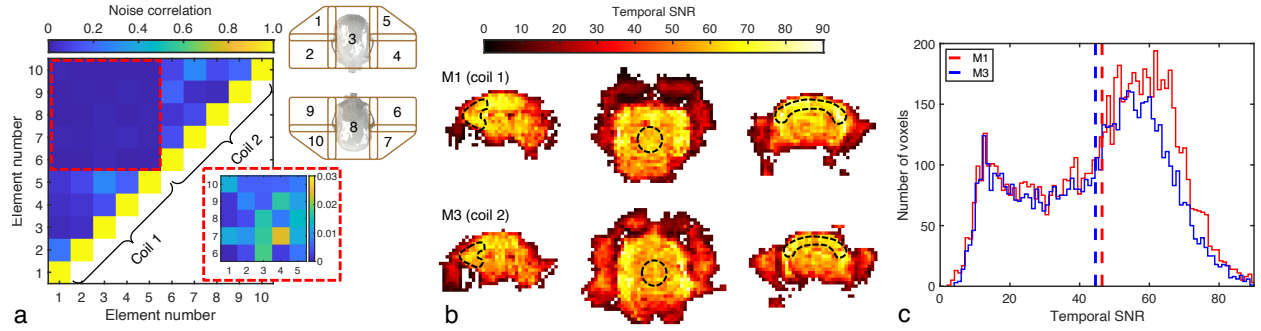 Noise correlation
0 0.2 0.4 0.6 0.8 1.0
10
9
8
7
6
5
4
3
2
1
Element number
1 2 3 4 5 6 7 8 9 10
Element number
Coil 1
Coil 2
10
9
8
7
6
1 2 3 4 5
0.03
0.02
0.01
0
1 5
3
2 4
9 6
8
10 7
a
Temporal SNR
0 10 20 30 40 50 60 70 80 90
M1 (coil 1)
M3 (coil 2)
b
M1
M3
200
150
100
50
0
Number of voxels
0 20 40 60 80
Temporal SNR
c